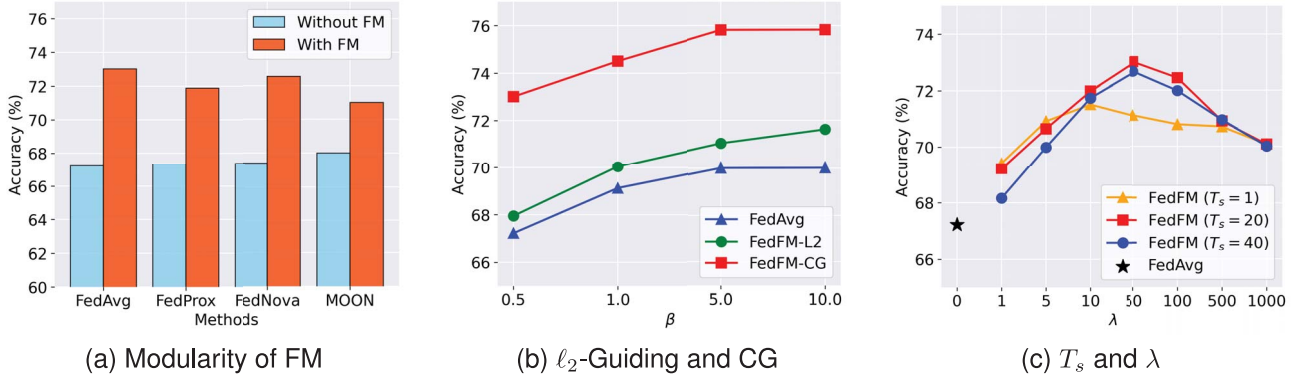 76
74
72
70
68
66
64
62
60
Accuracy (%)
Without FM
With FM
FedAvg
FedProx
FedNova
MOON
Methods
(a) Modularity of FM
76
74
72
70
68
66
Accuracy (%)
FedAvg
FedFM-L2
FedFM-CG
0.5
1.0
5.0
10.0
β
(b) ℓ₂-Guiding and CG
74
72
70
68
66
Accuracy (%)
FedFM (Tₛ = 1)
FedFM (Tₛ = 20)
FedFM (Tₛ = 40)
FedAvg
0
1
5
10
50
100
500
1000
λ
(c) Tₛ and λ